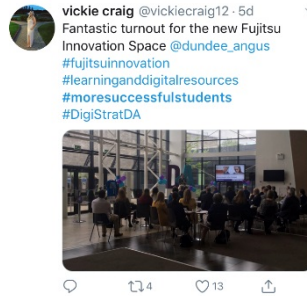 vickie craig @vickiecraig12 · 5d
Fantastic turnout for the new Fujitsu
Innovation Space @dundee_angus
#fujitsuinnovation
#learninganddigitalresources
#moresuccessfulstudents
#DigiStratDA
4
13